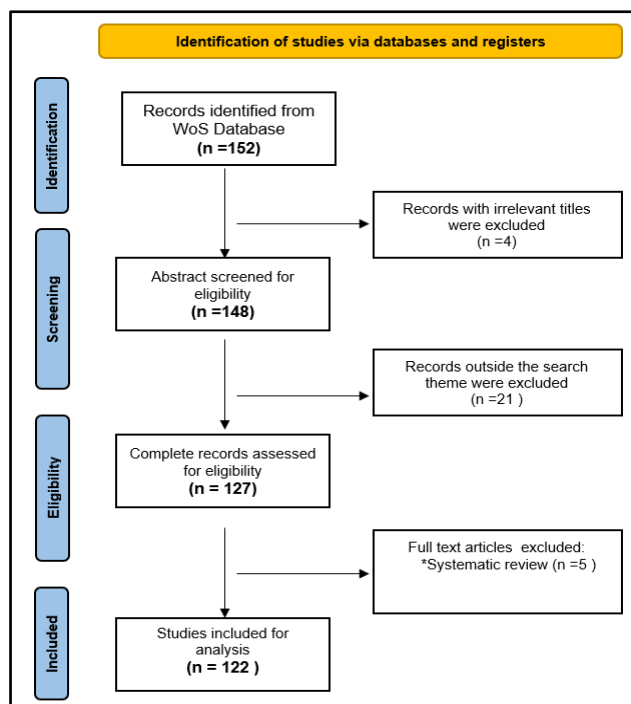 Identification of studies via databases and registers
Identification
Records identified from
WoS Database
(n =152)
Records with irrelevant titles
were excluded
(n =4)
Screening
Abstract screened for
eligibility
(n =148)
Records outside the search
theme were excluded
(n =21 )
Eligibility
Complete records assessed
for eligibility
(n = 127)
Full text articles excluded:
*Systematic review (n =5 )
Included
Studies included for
analysis
(n = 122 )